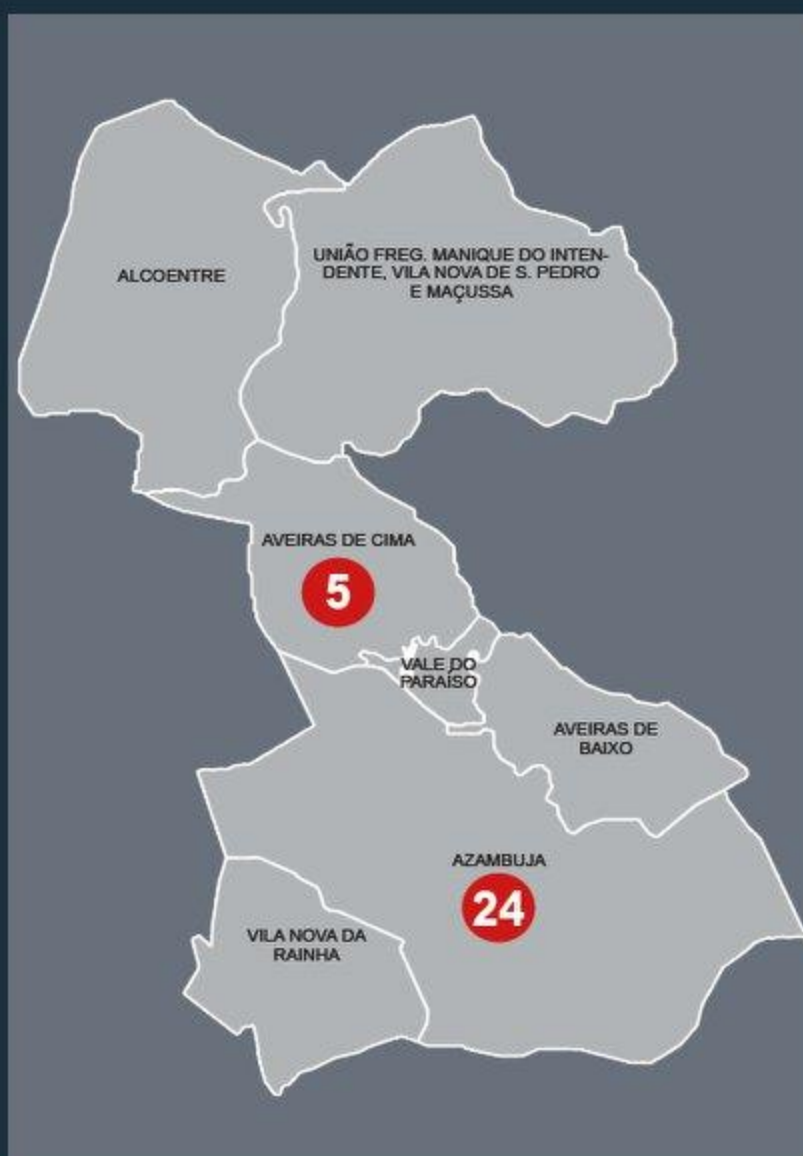 ALCOENTRE
UNIÃO FREG. MANIQUE DO INTEN-
DENTE, VILA NOVA DE S. PEDRO
E MAÇUSSA
AVEIRAS DE CIMA
5
VALE DO
PARAÍSO
AVEIRAS DE
BAIXO
AZAMBUJA
24
VILA NOVA DA
RAINHA